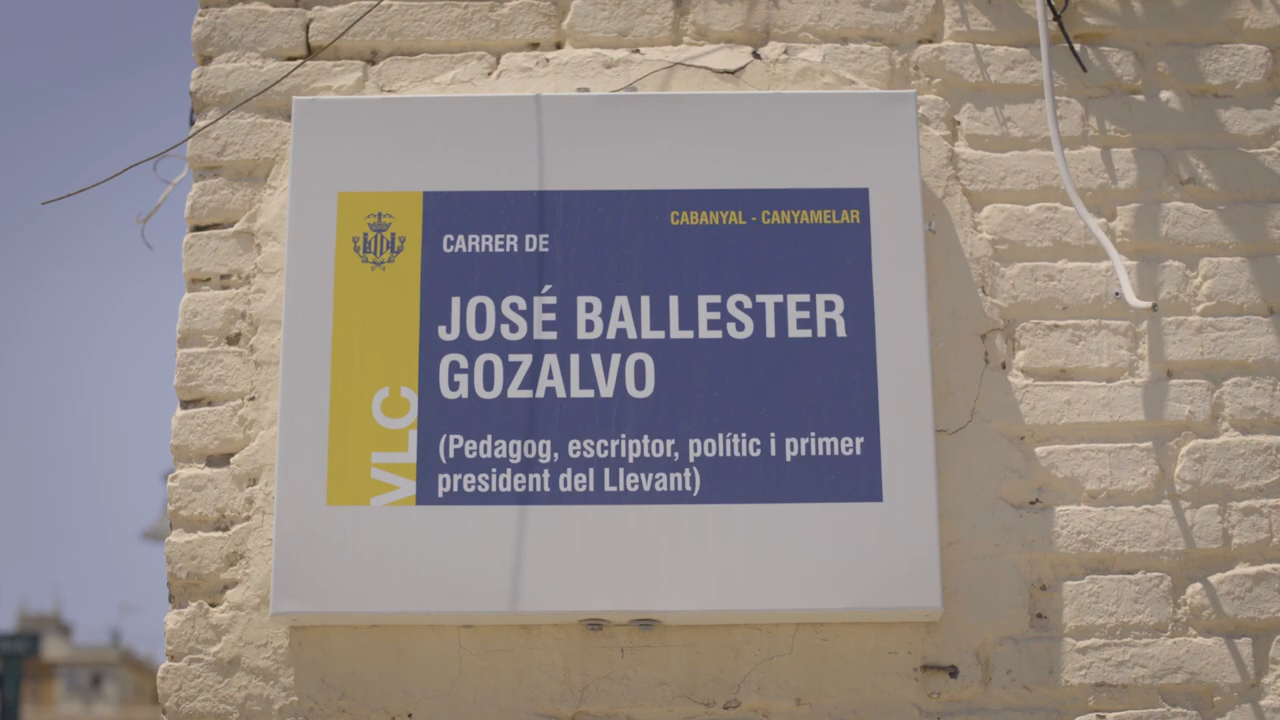 CABANYAL - CANYAMELAR
CARRER DE
JOSÉ BALLESTER
GOZALVO
(Pedagog, escriptor, polític i primer
president del Llevant)
VLC